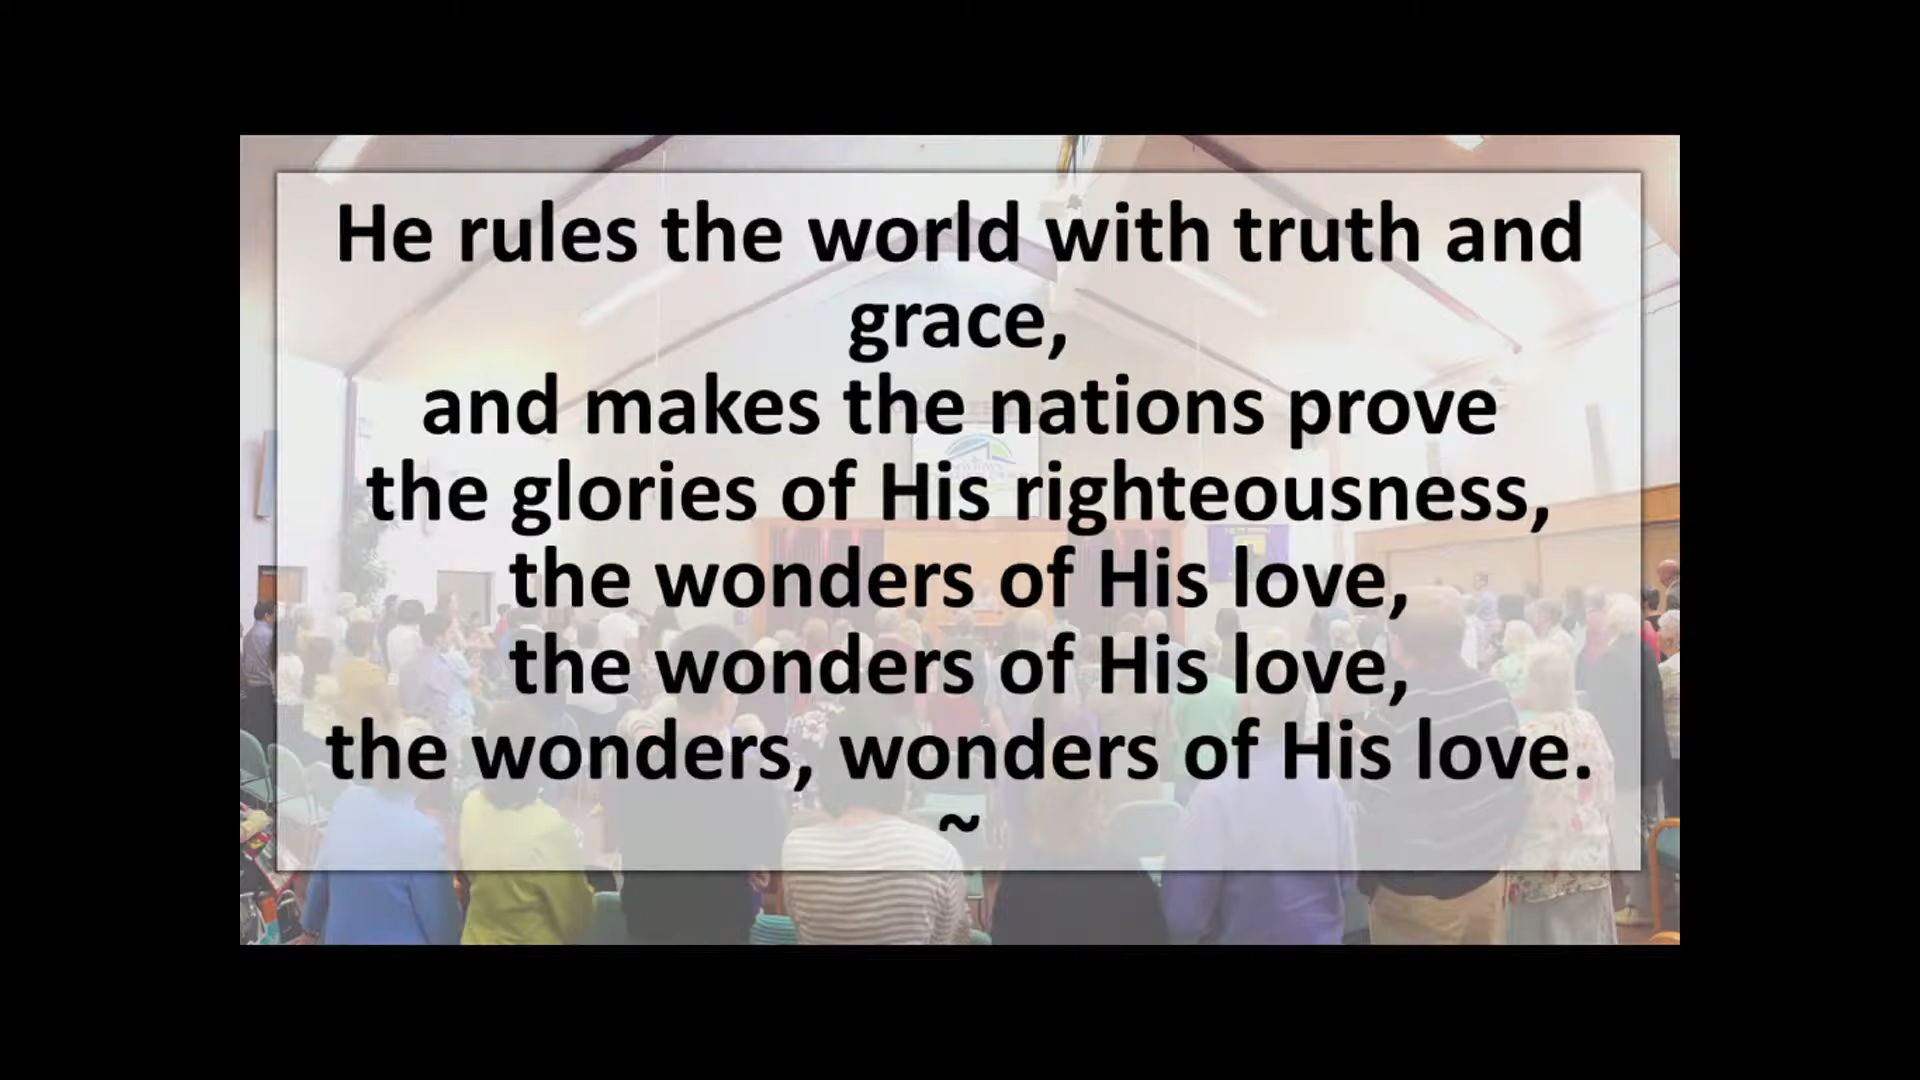 He rules the world with truth and
grace,
and makes the nations prove
the glories of His righteousness,
the wonders of His love,
the wonders of His love,
the wonders, wonders of His love.
~